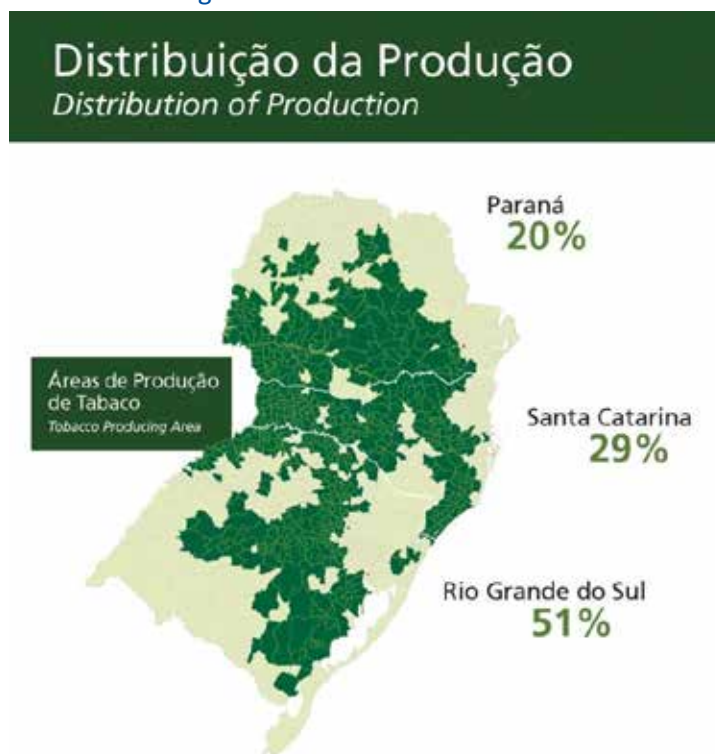 Distribuição da Produção
Distribution of Production
Paraná
20%
Áreas de Produção
de Tabaco
Tobacco Producing Area
Santa Catarina
29%
Rio Grande do Sul
51%